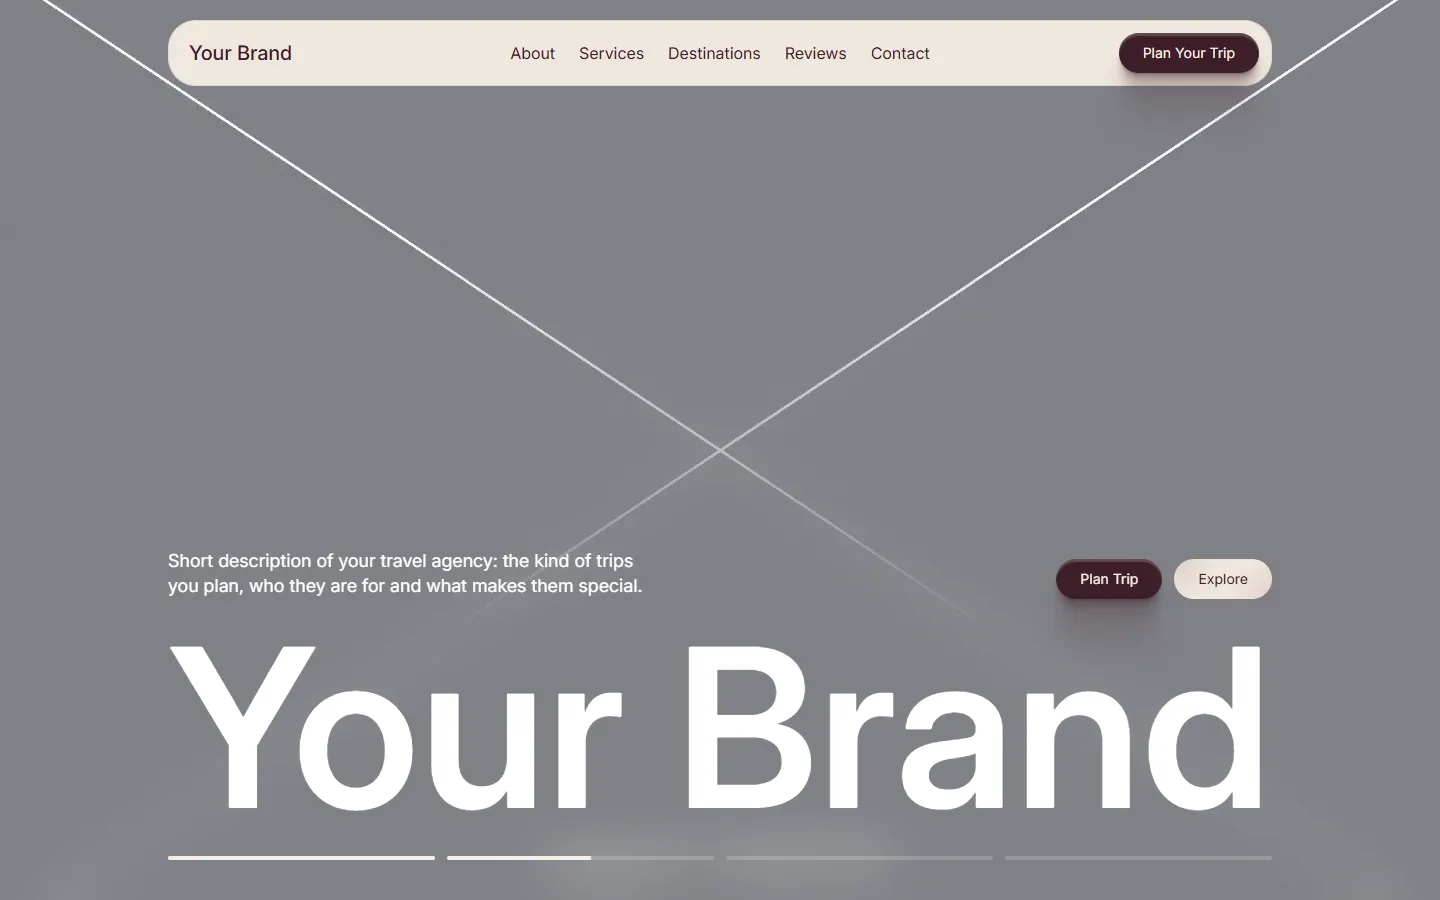 Your Brand
About
Services
Destinations
Reviews
Contact
Plan Your Trip
Short description of your travel agency: the kind of trips
you plan, who they are for and what makes them special.
Plan Trip
Explore
Your Brand